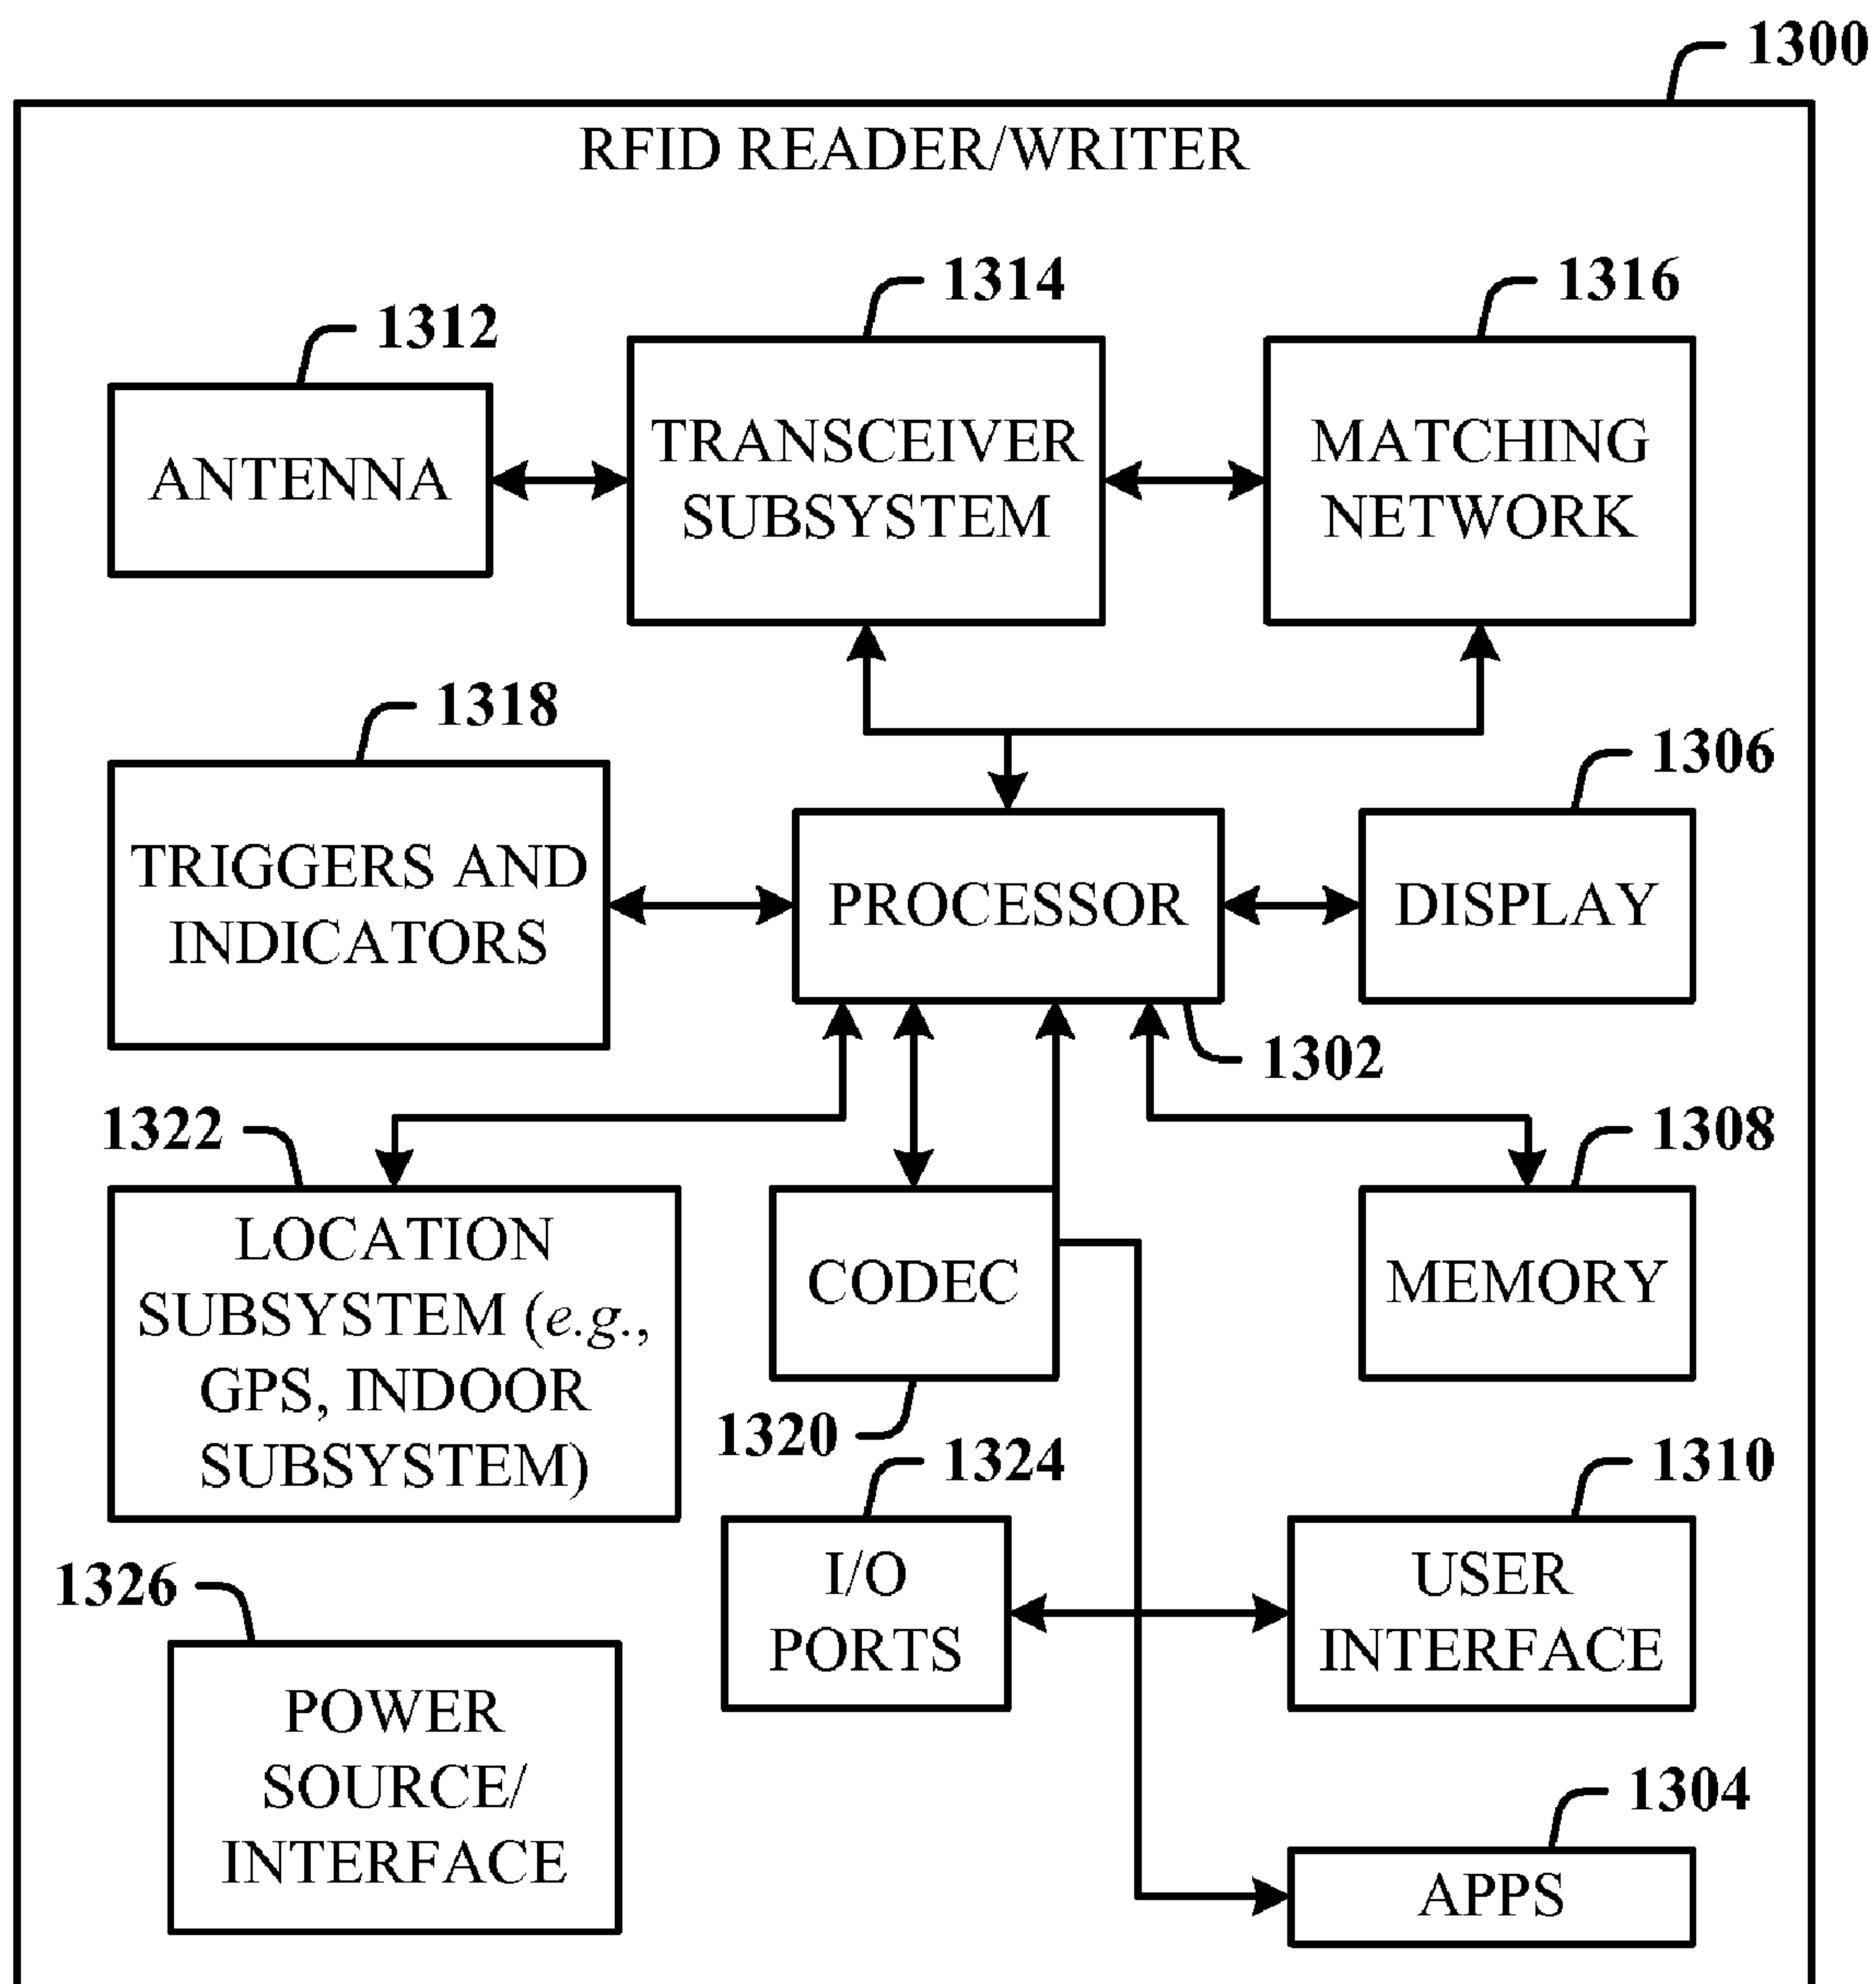 1300
RFID READER/WRITER
1314
1316
1312
TRANSCEIVER
SUBSYSTEM
MATCHING
NETWORK
ANTENNA
1318
1306
TRIGGERS AND
INDICATORS
PROCESSOR
DISPLAY
1302
1322
1308
LOCATION
SUBSYSTEM (e.g.,
GPS, INDOOR
SUBSYSTEM)
CODEC
MEMORY
1320
1324
1310
I/O
PORTS
USER
INTERFACE
1326
POWER
SOURCE/
INTERFACE
1304
APPS